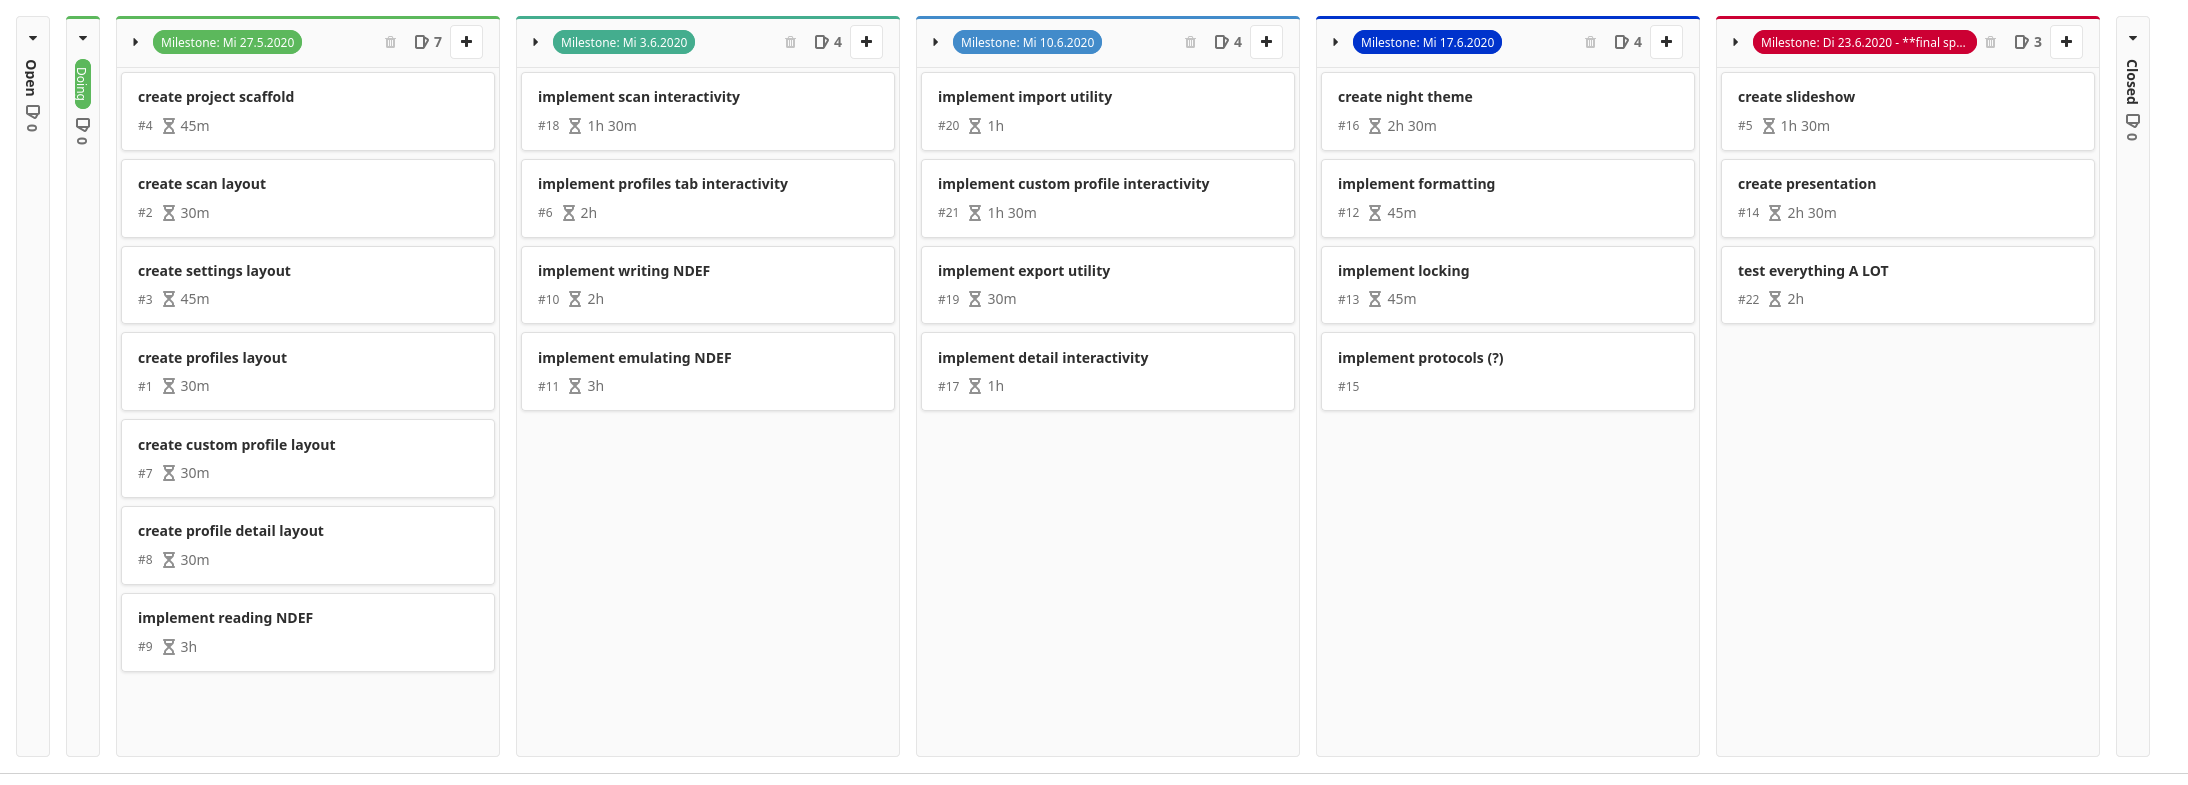 Open 0
Doing 0
Milestone: Mi 27.5.2020 7
create project scaffold
#4 45m
create scan layout
#2 30m
create settings layout
#3 45m
create profiles layout
#1 30m
create custom profile layout
#7 30m
create profile detail layout
#8 30m
implement reading NDEF
#9 3h
Milestone: Mi 3.6.2020 4
implement scan interactivity
#18 1h 30m
implement profiles tab interactivity
#6 2h
implement writing NDEF
#10 2h
implement emulating NDEF
#11 3h
Milestone: Mi 10.6.2020 4
implement import utility
#20 1h
implement custom profile interactivity
#21 1h 30m
implement export utility
#19 30m
implement detail interactivity
#17 1h
Milestone: Mi 17.6.2020 4
create night theme
#16 2h 30m
implement formatting
#12 45m
implement locking
#13 45m
implement protocols (?)
#15
Milestone: Di 23.6.2020 - **final sp... 3
create slideshow
#5 1h 30m
create presentation
#14 2h 30m
test everything A LOT
#22 2h
Closed 0